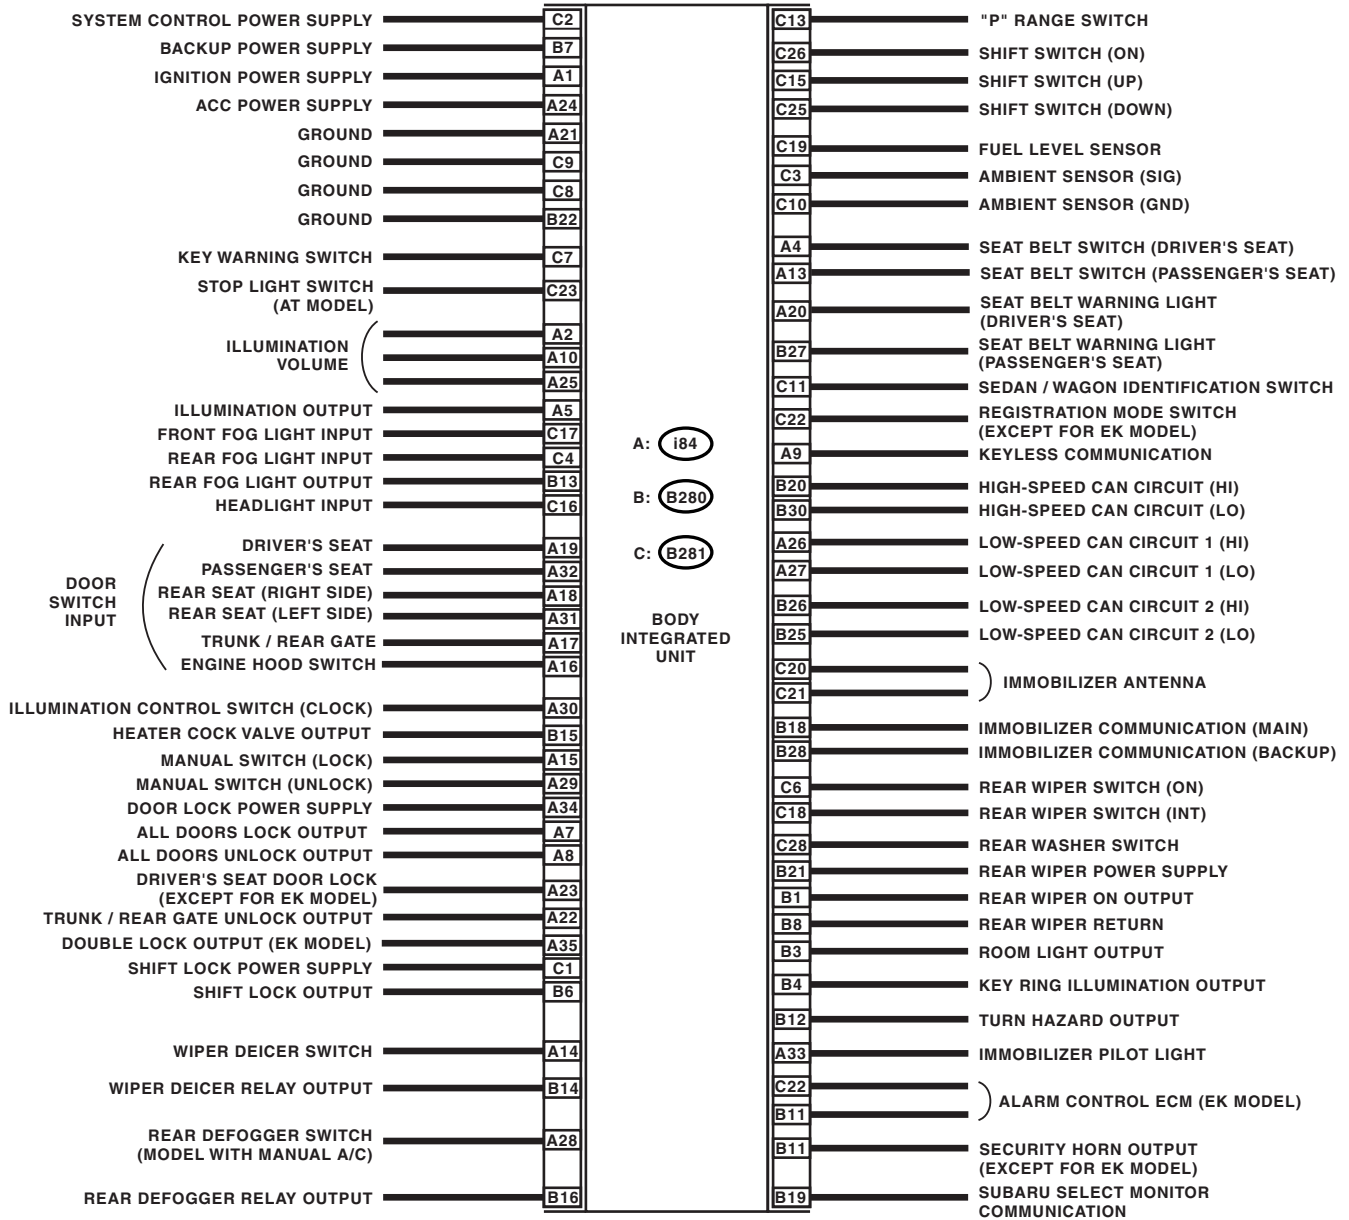 SYSTEM CONTROL POWER SUPPLY C2
BACKUP POWER SUPPLY B7
IGNITION POWER SUPPLY A1
ACC POWER SUPPLY A24
GROUND A21
GROUND C9
GROUND C8
GROUND B22
KEY WARNING SWITCH C7
STOP LIGHT SWITCH
(AT MODEL) C23
ILLUMINATION
VOLUME
A2
A10
A25
ILLUMINATION OUTPUT A5
FRONT FOG LIGHT INPUT C17
REAR FOG LIGHT INPUT C4
REAR FOG LIGHT OUTPUT B13
HEADLIGHT INPUT C16
DOOR
SWITCH
INPUT
DRIVER'S SEAT A19
PASSENGER'S SEAT A32
REAR SEAT (RIGHT SIDE) A18
REAR SEAT (LEFT SIDE) A31
TRUNK / REAR GATE A17
ENGINE HOOD SWITCH A16
ILLUMINATION CONTROL SWITCH (CLOCK) A30
HEATER COCK VALVE OUTPUT B15
MANUAL SWITCH (LOCK) A15
MANUAL SWITCH (UNLOCK) A29
DOOR LOCK POWER SUPPLY A34
ALL DOORS LOCK OUTPUT A7
ALL DOORS UNLOCK OUTPUT A8
DRIVER'S SEAT DOOR LOCK
(EXCEPT FOR EK MODEL) A23
TRUNK / REAR GATE UNLOCK OUTPUT A22
DOUBLE LOCK OUTPUT (EK MODEL) A35
SHIFT LOCK POWER SUPPLY C1
SHIFT LOCK OUTPUT B6
WIPER DEICER SWITCH A14
WIPER DEICER RELAY OUTPUT B14
REAR DEFOGGER SWITCH
(MODEL WITH MANUAL A/C) A28
REAR DEFOGGER RELAY OUTPUT B16
A: i84
B: B280
C: B281
BODY
INTEGRATED
UNIT
C13 "P" RANGE SWITCH
C26 SHIFT SWITCH (ON)
C15 SHIFT SWITCH (UP)
C25 SHIFT SWITCH (DOWN)
C19 FUEL LEVEL SENSOR
C3 AMBIENT SENSOR (SIG)
C10 AMBIENT SENSOR (GND)
A4 SEAT BELT SWITCH (DRIVER'S SEAT)
A13 SEAT BELT SWITCH (PASSENGER'S SEAT)
A20 SEAT BELT WARNING LIGHT
(DRIVER'S SEAT)
B27 SEAT BELT WARNING LIGHT
(PASSENGER'S SEAT)
C11 SEDAN / WAGON IDENTIFICATION SWITCH
C22 REGISTRATION MODE SWITCH
(EXCEPT FOR EK MODEL)
A9 KEYLESS COMMUNICATION
B20 HIGH-SPEED CAN CIRCUIT (HI)
B30 HIGH-SPEED CAN CIRCUIT (LO)
A26 LOW-SPEED CAN CIRCUIT 1 (HI)
A27 LOW-SPEED CAN CIRCUIT 1 (LO)
B26 LOW-SPEED CAN CIRCUIT 2 (HI)
B25 LOW-SPEED CAN CIRCUIT 2 (LO)
C20
C21
IMMOBILIZER ANTENNA
B18 IMMOBILIZER COMMUNICATION (MAIN)
B28 IMMOBILIZER COMMUNICATION (BACKUP)
C6 REAR WIPER SWITCH (ON)
C18 REAR WIPER SWITCH (INT)
C28 REAR WASHER SWITCH
B21 REAR WIPER POWER SUPPLY
B1 REAR WIPER ON OUTPUT
B8 REAR WIPER RETURN
B3 ROOM LIGHT OUTPUT
B4 KEY RING ILLUMINATION OUTPUT
B12 TURN HAZARD OUTPUT
A33 IMMOBILIZER PILOT LIGHT
C22
B11
ALARM CONTROL ECM (EK MODEL)
B11 SECURITY HORN OUTPUT
(EXCEPT FOR EK MODEL)
B19 SUBARU SELECT MONITOR
COMMUNICATION